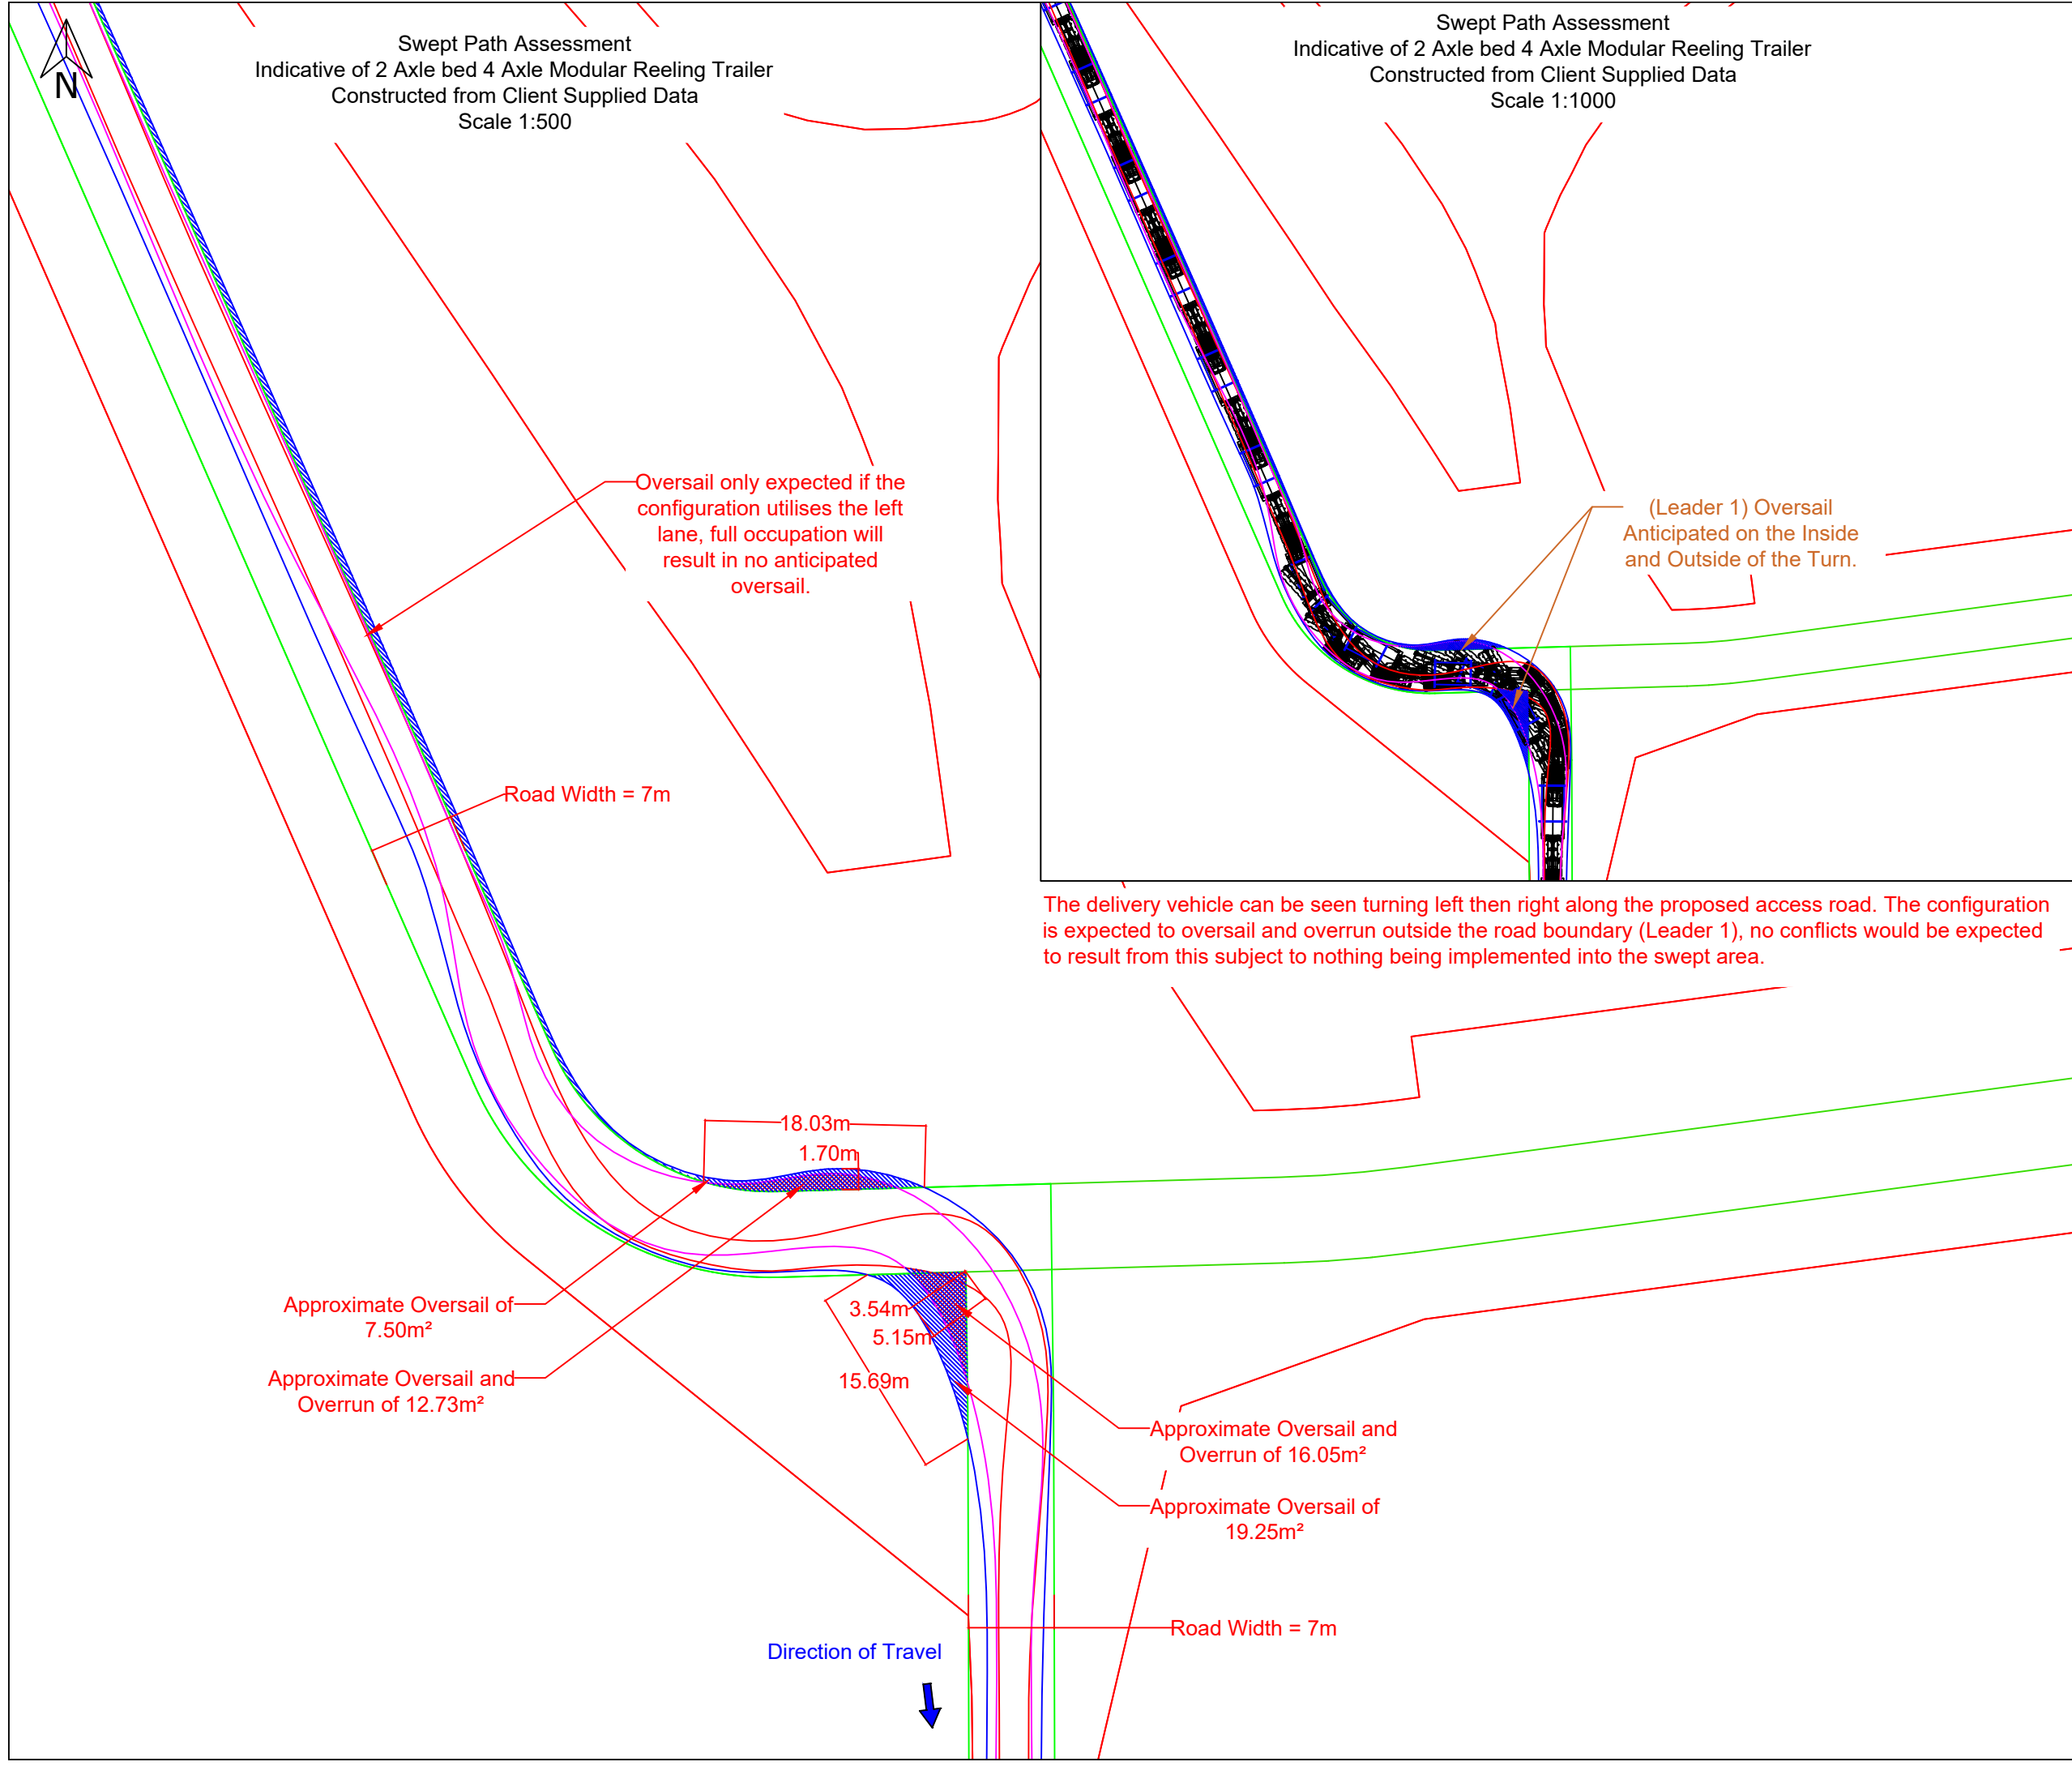 N
Swept Path Assessment
Indicative of 2 Axle bed 4 Axle Modular Reeling Trailer
Constructed from Client Supplied Data
Scale 1:500
Swept Path Assessment
Indicative of 2 Axle bed 4 Axle Modular Reeling Trailer
Constructed from Client Supplied Data
Scale 1:1000
Oversail only expected if the
configuration utilises the left
lane, full occupation will
result in no anticipated
oversail.
(Leader 1) Oversail
Anticipated on the Inside
and Outside of the Turn.
Road Width = 7m
The delivery vehicle can be seen turning left then right along the proposed access road. The configuration
is expected to oversail and overrun outside the road boundary (Leader 1), no conflicts would be expected
to result from this subject to nothing being implemented into the swept area.
18.03m
1.70m
Approximate Oversail of
7.50m²
Approximate Oversail and
Overrun of 12.73m²
3.54m
5.15m
15.69m
Approximate Oversail and
Overrun of 16.05m²
Approximate Oversail of
19.25m²
Road Width = 7m
Direction of Travel